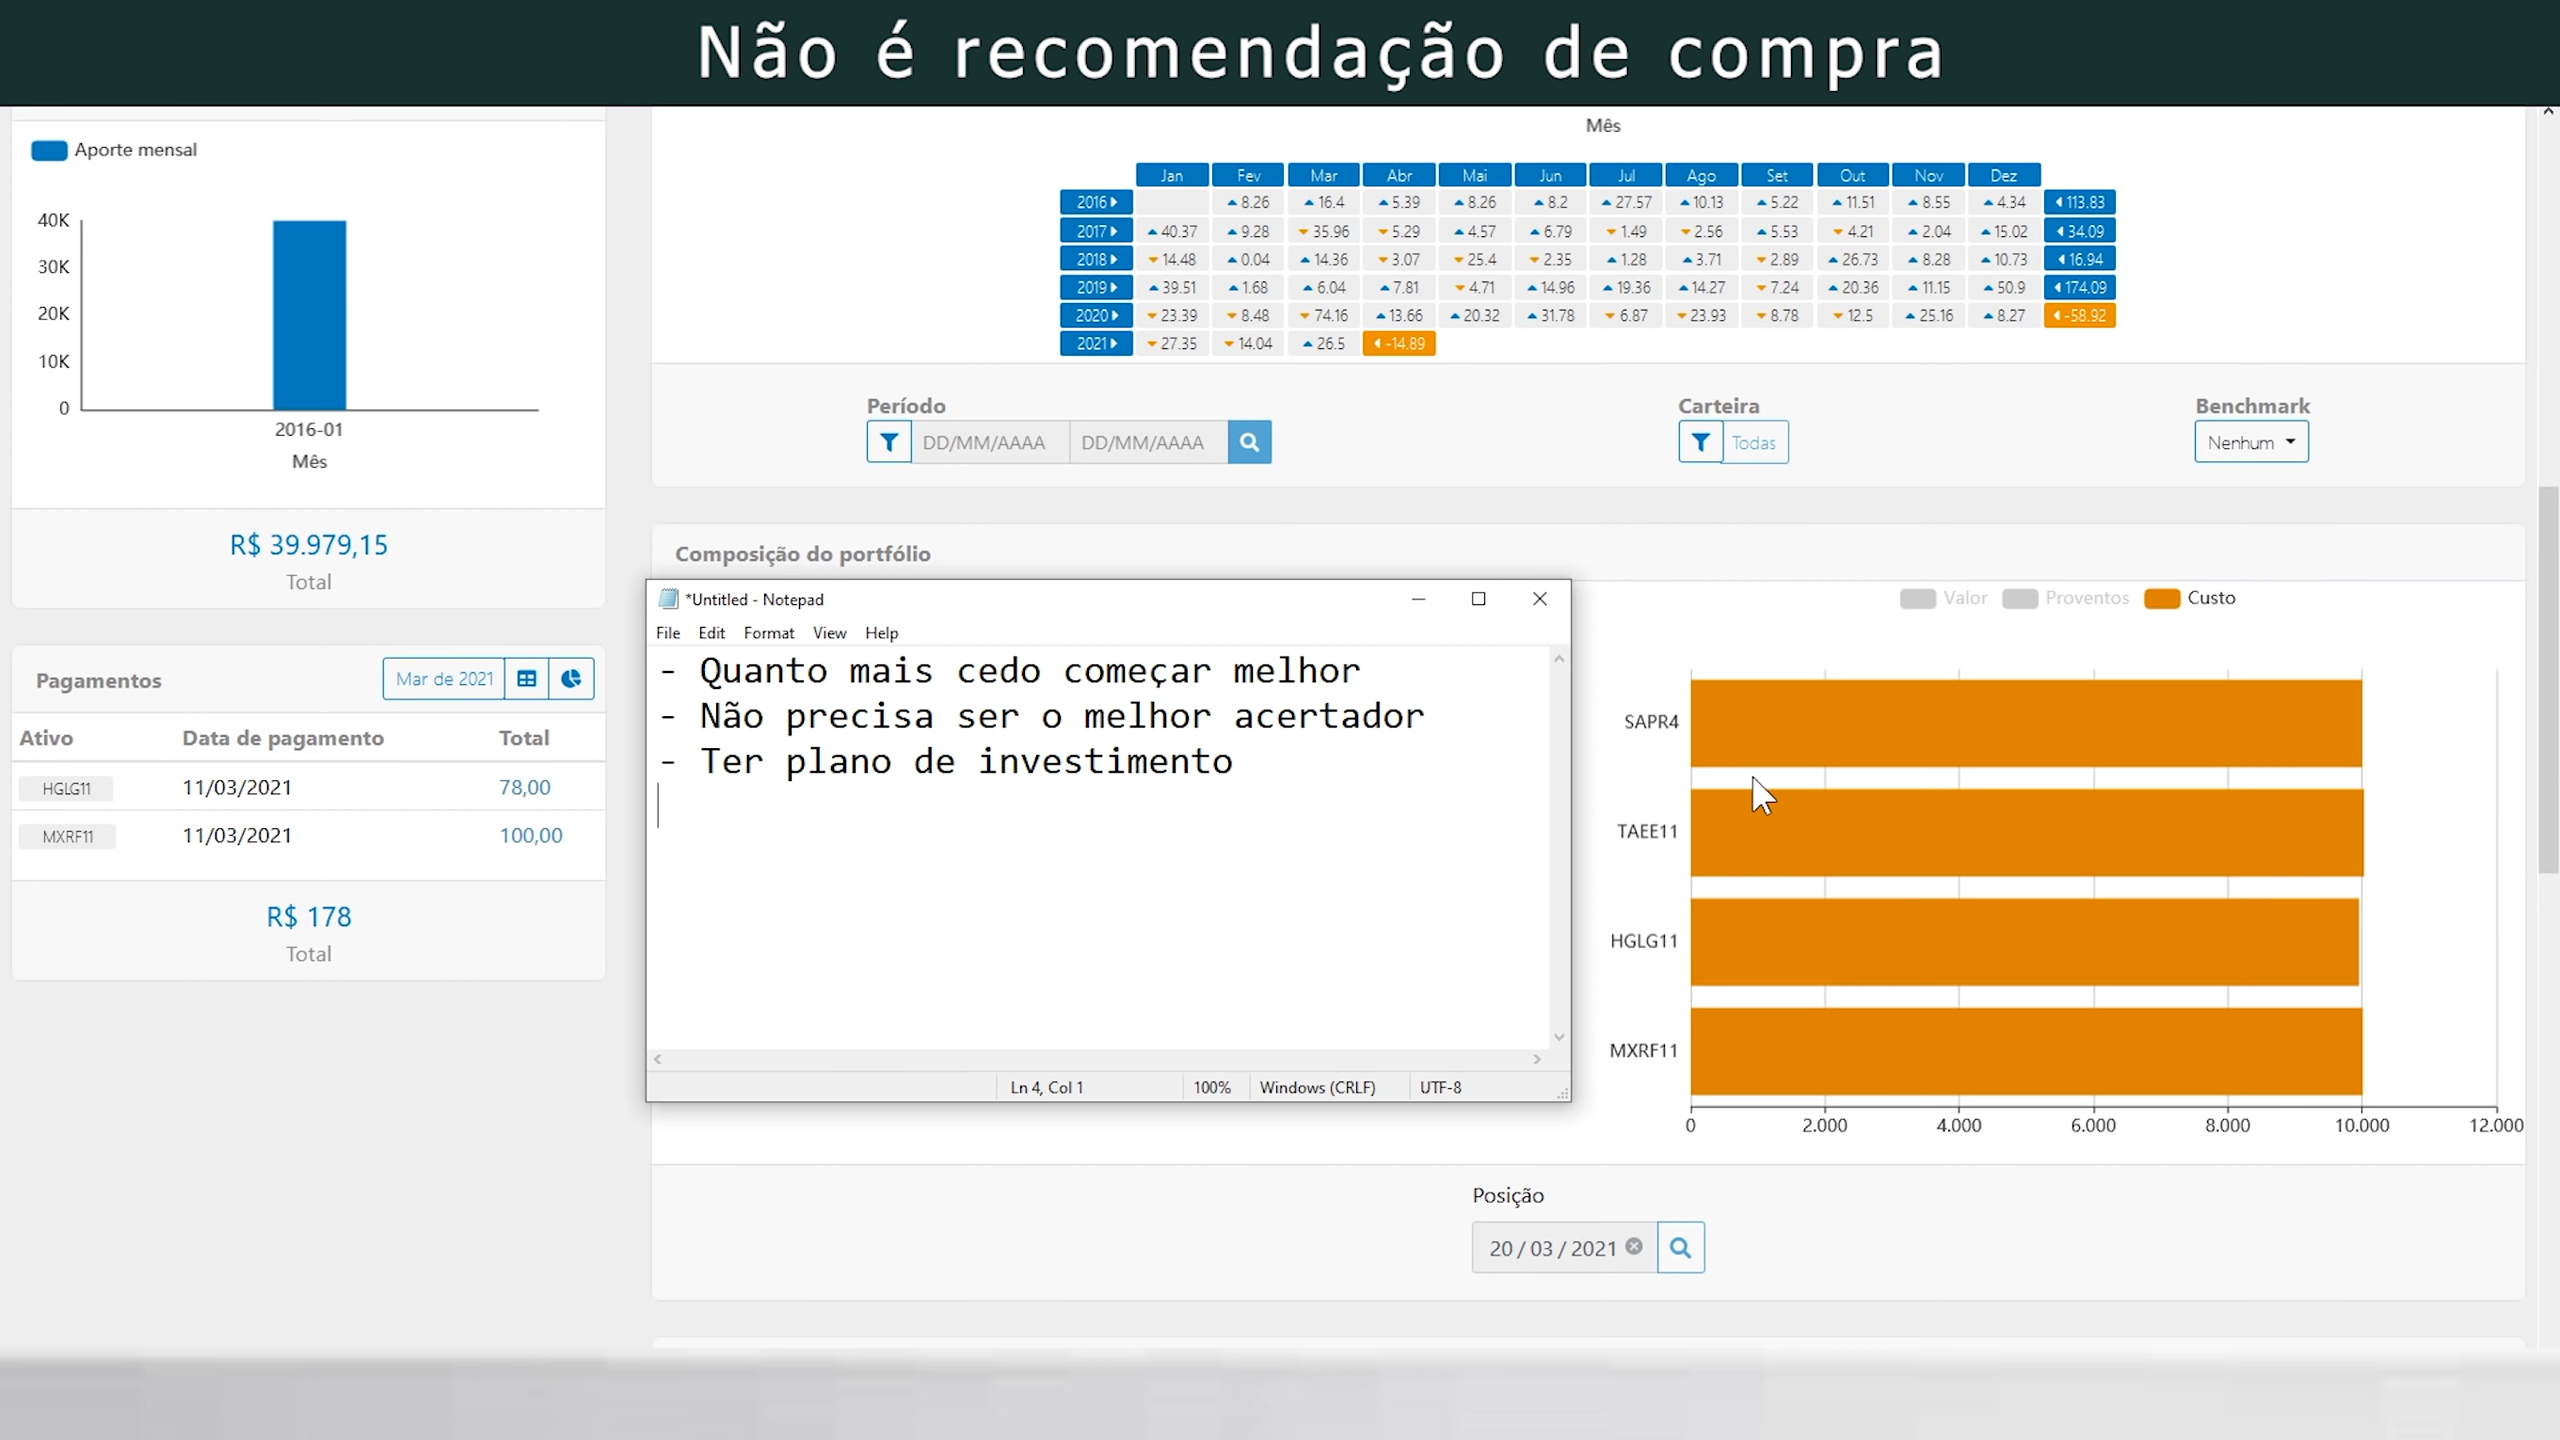 Não é recomendação de compra
Aporte mensal
40K
30K
20K
10K
0
2016-01
Mês
R$ 39.979,15
Total
Pagamentos
Mar de 2021
Ativo Data de pagamento Total
HGLG11 11/03/2021 78,00
MXRF11 11/03/2021 100,00
R$ 178
Total
Mês
Jan Fev Mar Abr Mai Jun Jul Ago Set Out Nov Dez
2016 8.26 16.4 5.39 8.26 8.2 27.57 10.13 5.22 11.51 8.55 4.34 113.83
2017 40.37 9.28 35.96 5.29 4.57 6.79 1.49 2.56 5.53 4.21 2.04 15.02 34.09
2018 14.48 0.04 14.36 3.07 25.4 2.35 1.28 3.71 2.89 26.73 8.28 10.73 16.94
2019 39.51 1.68 6.04 7.81 4.71 14.96 19.36 14.27 7.24 20.36 11.15 50.9 174.09
2020 23.39 8.48 74.16 13.66 20.32 31.78 6.87 23.93 8.78 12.5 25.16 8.27 -58.92
2021 27.35 14.04 26.5 -14.89
Período Carteira Benchmark
DD/MM/AAAA DD/MM/AAAA Todas Nenhum
Composição do portfólio
*Untitled - Notepad
File Edit Format View Help
- Quanto mais cedo começar melhor
- Não precisa ser o melhor acertador
- Ter plano de investimento
Ln 4, Col 1 100% Windows (CRLF) UTF-8
Valor Proventos Custo
SAPR4
TAEE11
HGLG11
MXRF11
0 2.000 4.000 6.000 8.000 10.000 12.000
Posição
20 / 03 / 2021